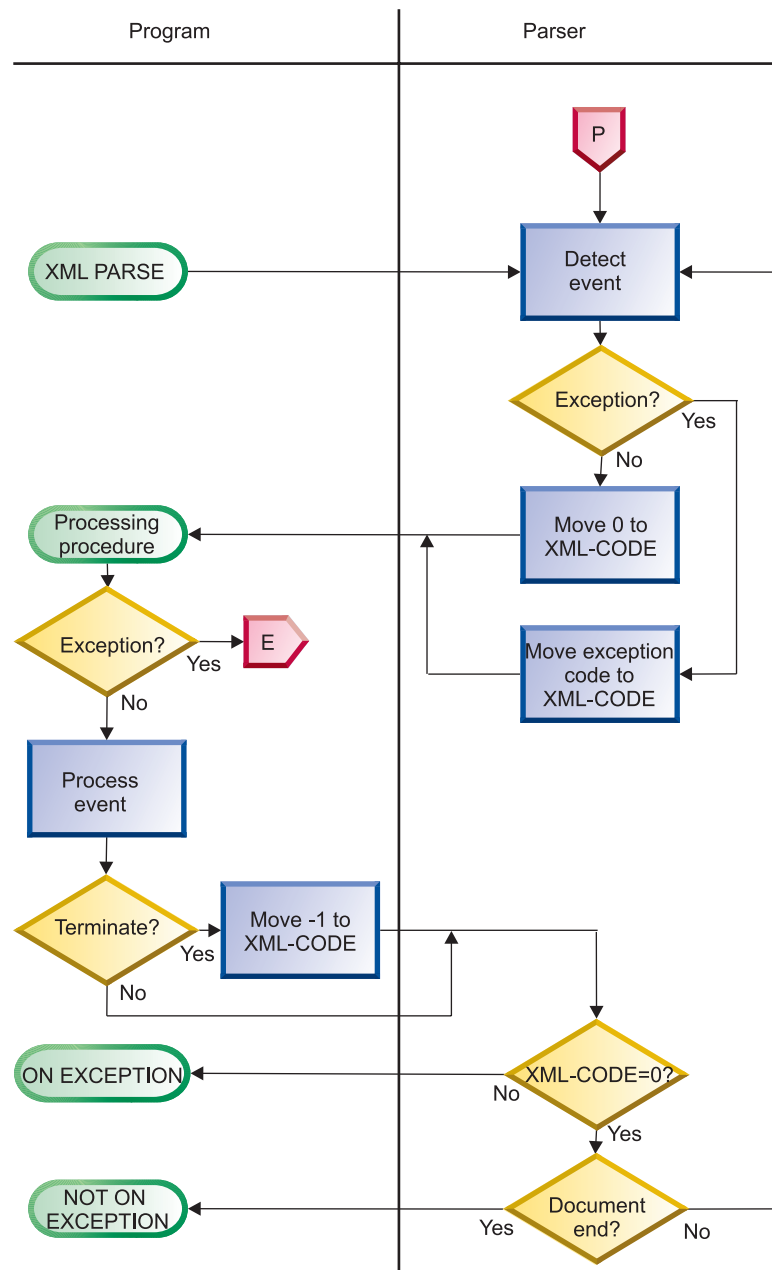 Program
Parser
P
XML PARSE
Detect
event
Exception?
Yes
No
Processing
procedure
Move 0 to
XML-CODE
Exception?
Yes
E
No
Move exception
code to
XML-CODE
Process
event
Terminate?
Yes
Move -1 to
XML-CODE
No
ON EXCEPTION
No
XML-CODE=0?
Yes
NOT ON
EXCEPTION
Yes
Document
end?
No